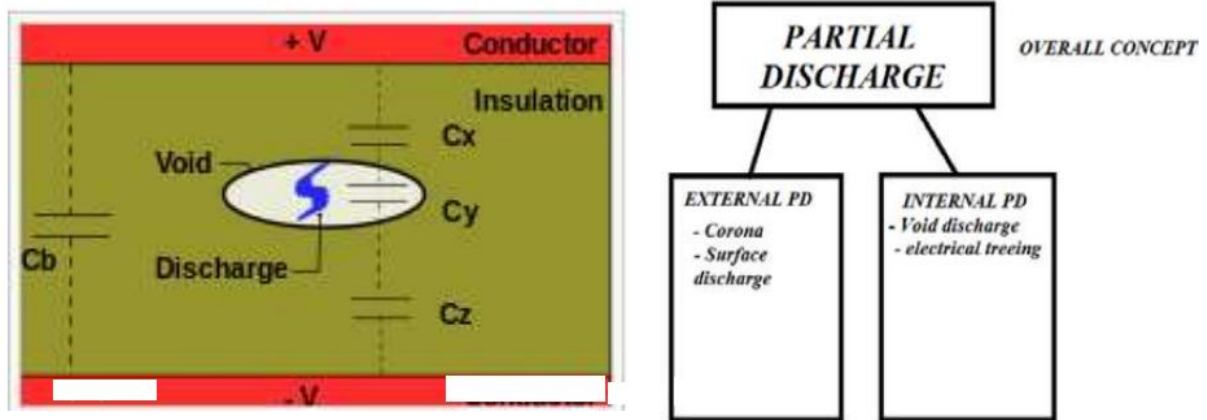 + V Conductor
Insulation
Cx
Void
Cy
Cb
Discharge
Cz
- V
PARTIAL
DISCHARGE
OVERALL CONCEPT
EXTERNAL PD
- Corona
- Surface
discharge
INTERNAL PD
- Void discharge
- electrical treeing